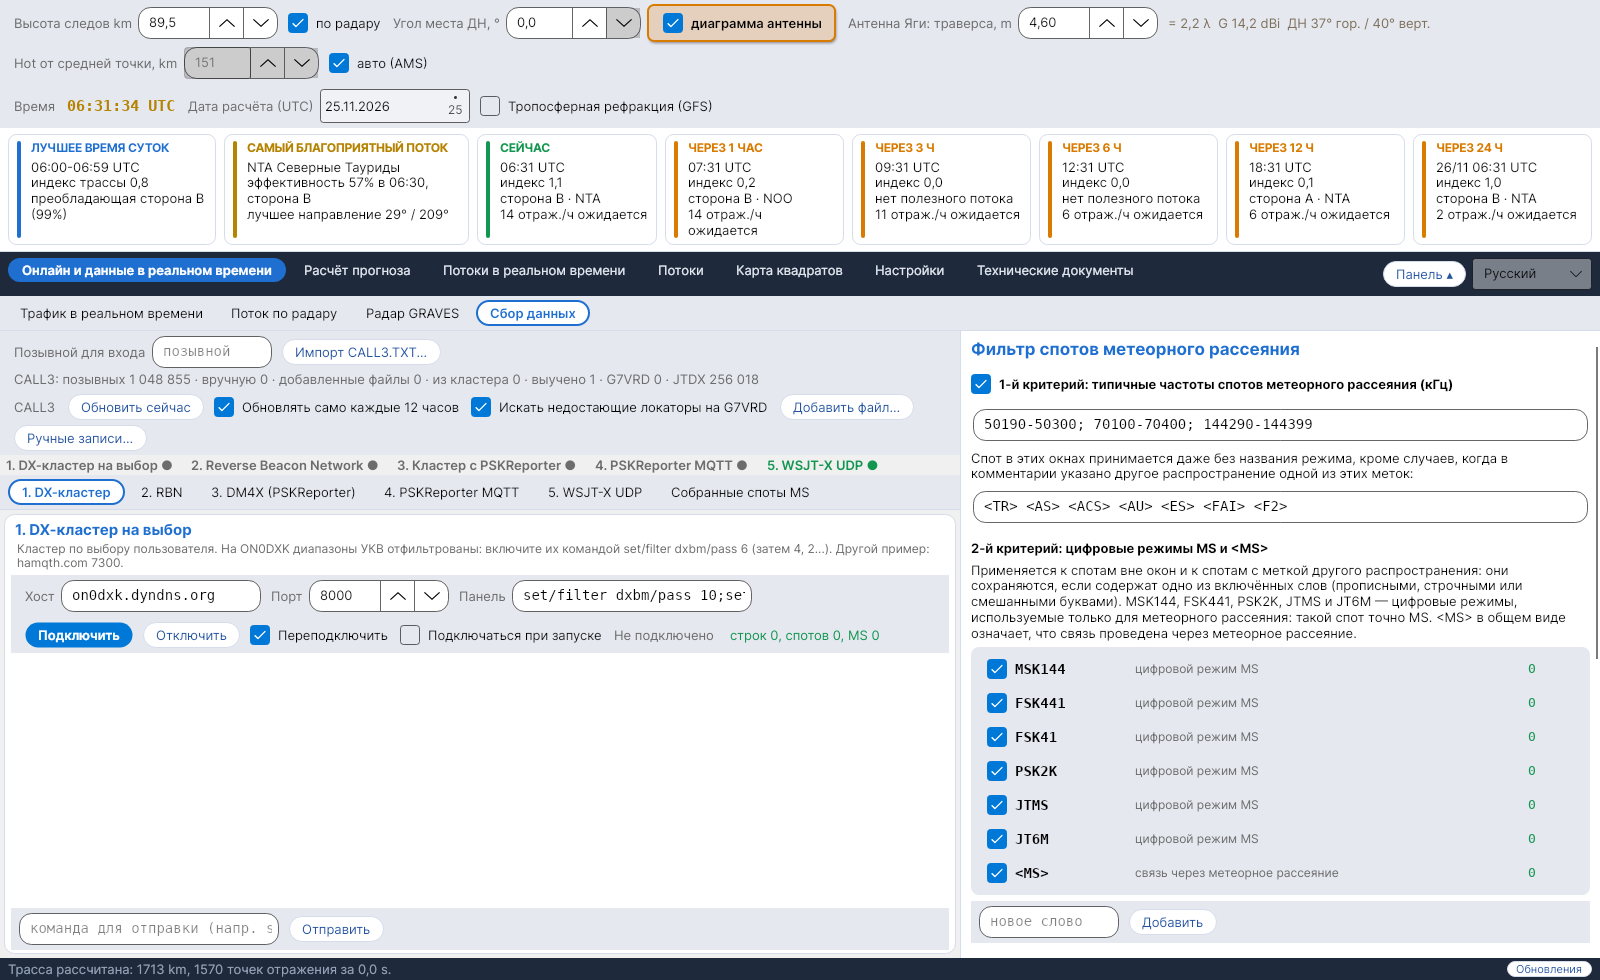 Высота следов km 89,5 по радару Угол места ДН, ° 0,0 диаграмма антенны Антенна Яги: траверса, m 4,60 = 2,2 λ G 14,2 dBi ДН 37° гор. / 40° верт.
Hot от средней точки, km 151 авто (AMS)
Время 06:31:34 UTC Дата расчёта (UTC) 25.11.2026 25 Тропосферная рефракция (GFS)
ЛУЧШЕЕ ВРЕМЯ СУТОК
06:00-06:59 UTC
индекс трассы 0,8
преобладающая сторона B
(99%)
САМЫЙ БЛАГОПРИЯТНЫЙ ПОТОК
NTA Северные Тауриды
эффективность 57% в 06:30,
сторона B
лучшее направление 29° / 209°
СЕЙЧАС
06:31 UTC
индекс 1,1
сторона B · NTA
14 отраж./ч ожидается
ЧЕРЕЗ 1 ЧАС
07:31 UTC
индекс 0,2
сторона B · NOO
14 отраж./ч
ожидается
ЧЕРЕЗ 3 Ч
09:31 UTC
индекс 0,0
нет полезного потока
11 отраж./ч ожидается
ЧЕРЕЗ 6 Ч
12:31 UTC
индекс 0,0
нет полезного потока
6 отраж./ч ожидается
ЧЕРЕЗ 12 Ч
18:31 UTC
индекс 0,1
сторона A · NTA
6 отраж./ч ожидается
ЧЕРЕЗ 24 Ч
26/11 06:31 UTC
индекс 1,0
сторона B · NTA
2 отраж./ч ожидается
Онлайн и данные в реальном времени Расчёт прогноза Потоки в реальном времени Потоки Карта квадратов Настройки Технические документы Панель ▴ Русский
Трафик в реальном времени Поток по радару Радар GRAVES Сбор данных
Позывной для входа позывной Импорт CALL3.TXT...
CALL3: позывных 1 048 855 · вручную 0 · добавленные файлы 0 · из кластера 0 · выучено 1 · G7VRD 0 · JTDX 256 018
CALL3 Обновить сейчас Обновлять само каждые 12 часов Искать недостающие локаторы на G7VRD Добавить файл...
Ручные записи...
1. DX-кластер на выбор ● 2. Reverse Beacon Network ● 3. Кластер с PSKReporter ● 4. PSKReporter MQTT ● 5. WSJT-X UDP ●
1. DX-кластер 2. RBN 3. DM4X (PSKReporter) 4. PSKReporter MQTT 5. WSJT-X UDP Собранные споты MS
1. DX-кластер на выбор
Кластер по выбору пользователя. На ON0DXK диапазоны УКВ отфильтрованы: включите их командой set/filter dxbm/pass 6 (затем 4, 2...). Другой пример:
hamqth.com 7300.
Хост on0dxk.dyndns.org Порт 8000 Панель set/filter dxbm/pass 10;se
Подключить Отключить Переподключить Подключаться при запуске Не подключено строк 0, спотов 0, MS 0
команда для отправки (напр. s Отправить
Фильтр спотов метеорного рассеяния
1-й критерий: типичные частоты спотов метеорного рассеяния (кГц)
50190-50300; 70100-70400; 144290-144399
Спот в этих окнах принимается даже без названия режима, кроме случаев, когда в
комментарии указано другое распространение одной из этих меток:
<TR> <AS> <ACS> <AU> <ES> <FAI> <F2>
2-й критерий: цифровые режимы MS и <MS>
Применяется к спотам вне окон и к спотам с меткой другого распространения: они
сохраняются, если содержат одно из включённых слов (прописными, строчными или
смешанными буквами). MSK144, FSK441, PSK2K, JTMS и JT6M — цифровые режимы,
используемые только для метеорного рассеяния: такой спот точно MS. <MS> в общем виде
означает, что связь проведена через метеорное рассеяние.
MSK144 цифровой режим MS 0
FSK441 цифровой режим MS 0
FSK41 цифровой режим MS 0
PSK2K цифровой режим MS 0
JTMS цифровой режим MS 0
JT6M цифровой режим MS 0
<MS> связь через метеорное рассеяние 0
новое слово Добавить
Трасса рассчитана: 1713 km, 1570 точек отражения за 0,0 s. Обновления